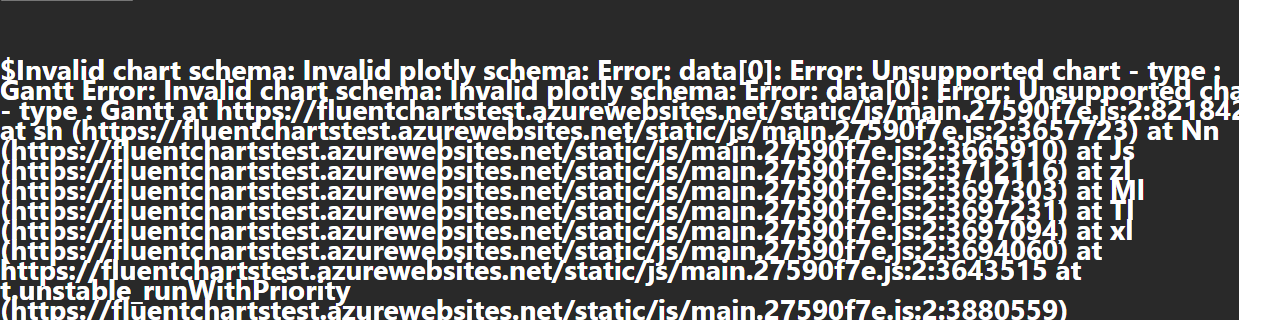 $Invalid chart schema: Invalid plotly schema: Error: data[0]: Error: Unsupported chart - type :
Gantt Error: Invalid chart schema: Invalid plotly schema: Error: data[0]: Error: Unsupported cha
- type : Gantt at https://fluentchartstest.azurewebsites.net/static/js/main.27590f7e.js:2:821842
at sh (https://fluentchartstest.azurewebsites.net/static/js/main.27590f7e.js:2:3657723) at Nn
(https://fluentchartstest.azurewebsites.net/static/js/main.27590f7e.js:2:3665910) at Js
(https://fluentchartstest.azurewebsites.net/static/js/main.27590f7e.js:2:3712116) at zl
(https://fluentchartstest.azurewebsites.net/static/js/main.27590f7e.js:2:3697303) at Ml
(https://fluentchartstest.azurewebsites.net/static/js/main.27590f7e.js:2:3697231) at Tl
(https://fluentchartstest.azurewebsites.net/static/js/main.27590f7e.js:2:3697094) at xl
(https://fluentchartstest.azurewebsites.net/static/js/main.27590f7e.js:2:3694060) at
https://fluentchartstest.azurewebsites.net/static/js/main.27590f7e.js:2:3643515 at
t.unstable_runWithPriority
(https://fluentchartstest.azurewebsites.net/static/js/main.27590f7e.js:2:3880559)